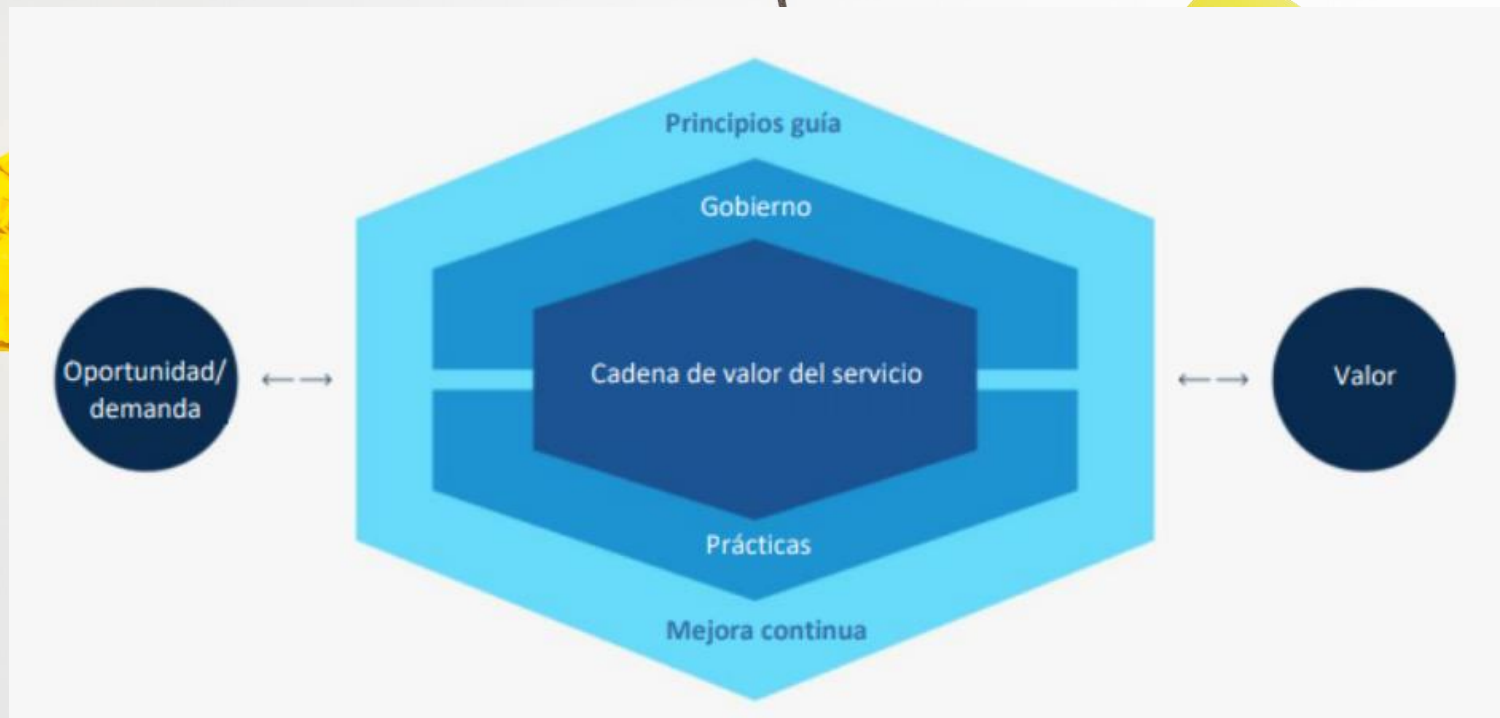 Principios guía
Gobierno
Oportunidad/
demanda
Cadena de valor del servicio
Valor
Prácticas
Mejora continua